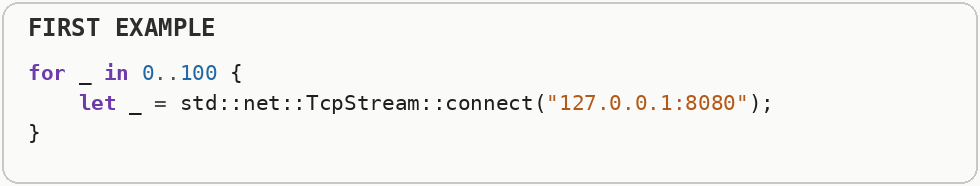 FIRST EXAMPLE
for _ in 0..100 {
    let _ = std::net::TcpStream::connect("127.0.0.1:8080");
}